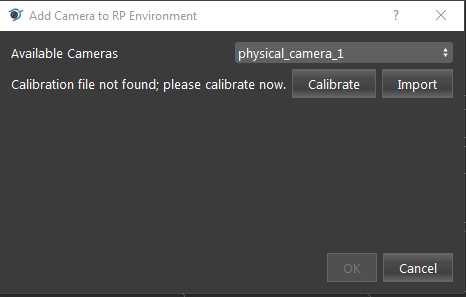 Add Camera to RP Environment
Available Cameras physical_camera_1
Calibration file not found; please calibrate now. Calibrate Import
OK Cancel